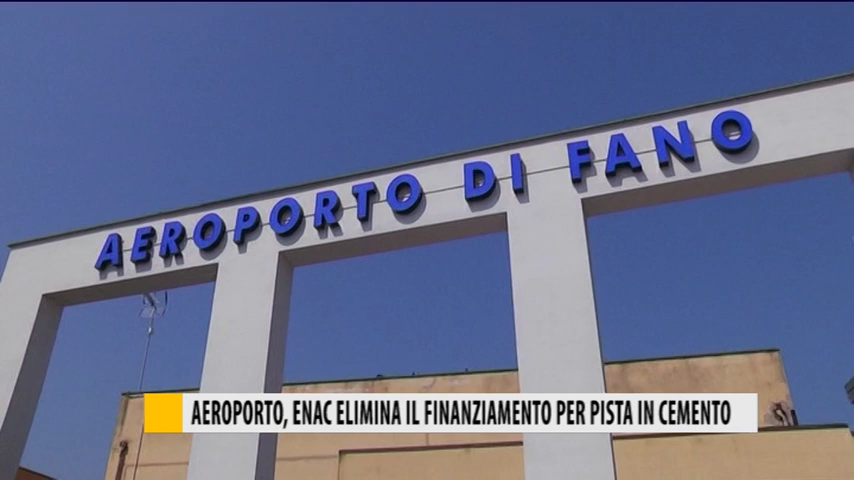 AEROPORTO DI FANO
AEROPORTO, ENAC ELIMINA IL FINANZIAMENTO PER PISTA IN CEMENTO